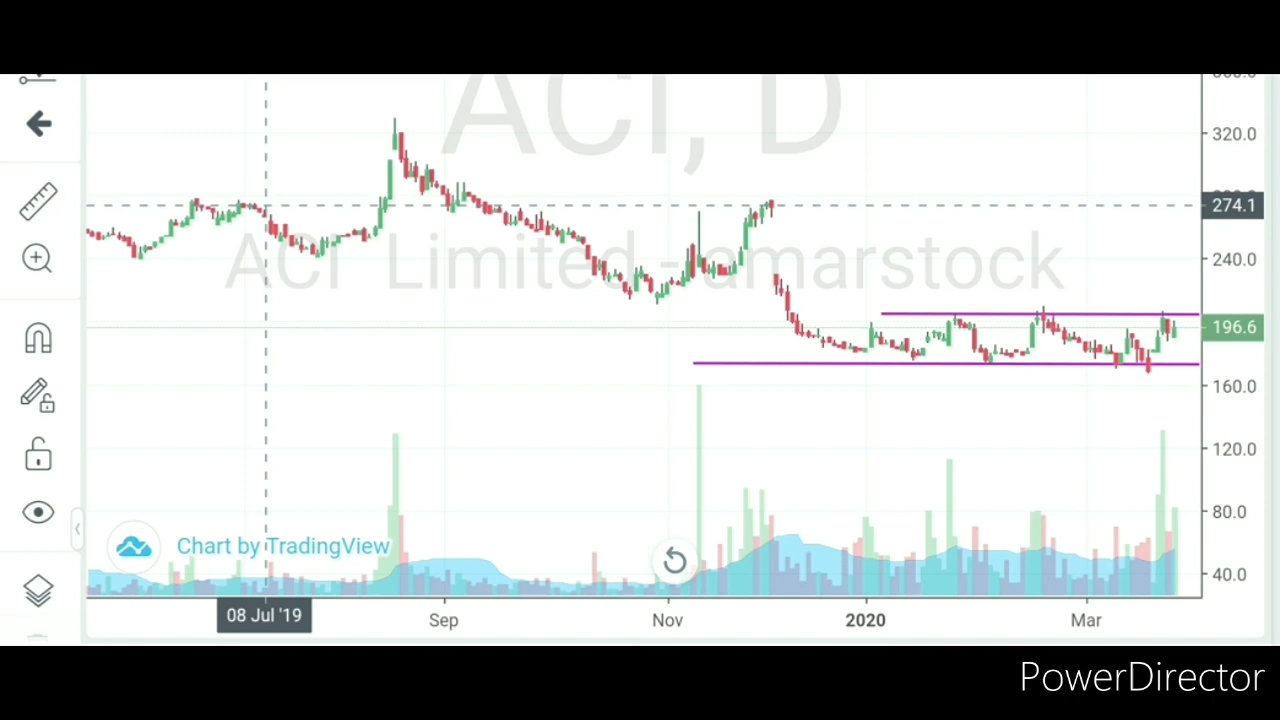 ACI, D
320.0
274.1
ACI Limited - amarstock
240.0
196.6
160.0
120.0
80.0
Chart by TradingView
40.0
08 Jul '19
Sep
Nov
2020
Mar
PowerDirector